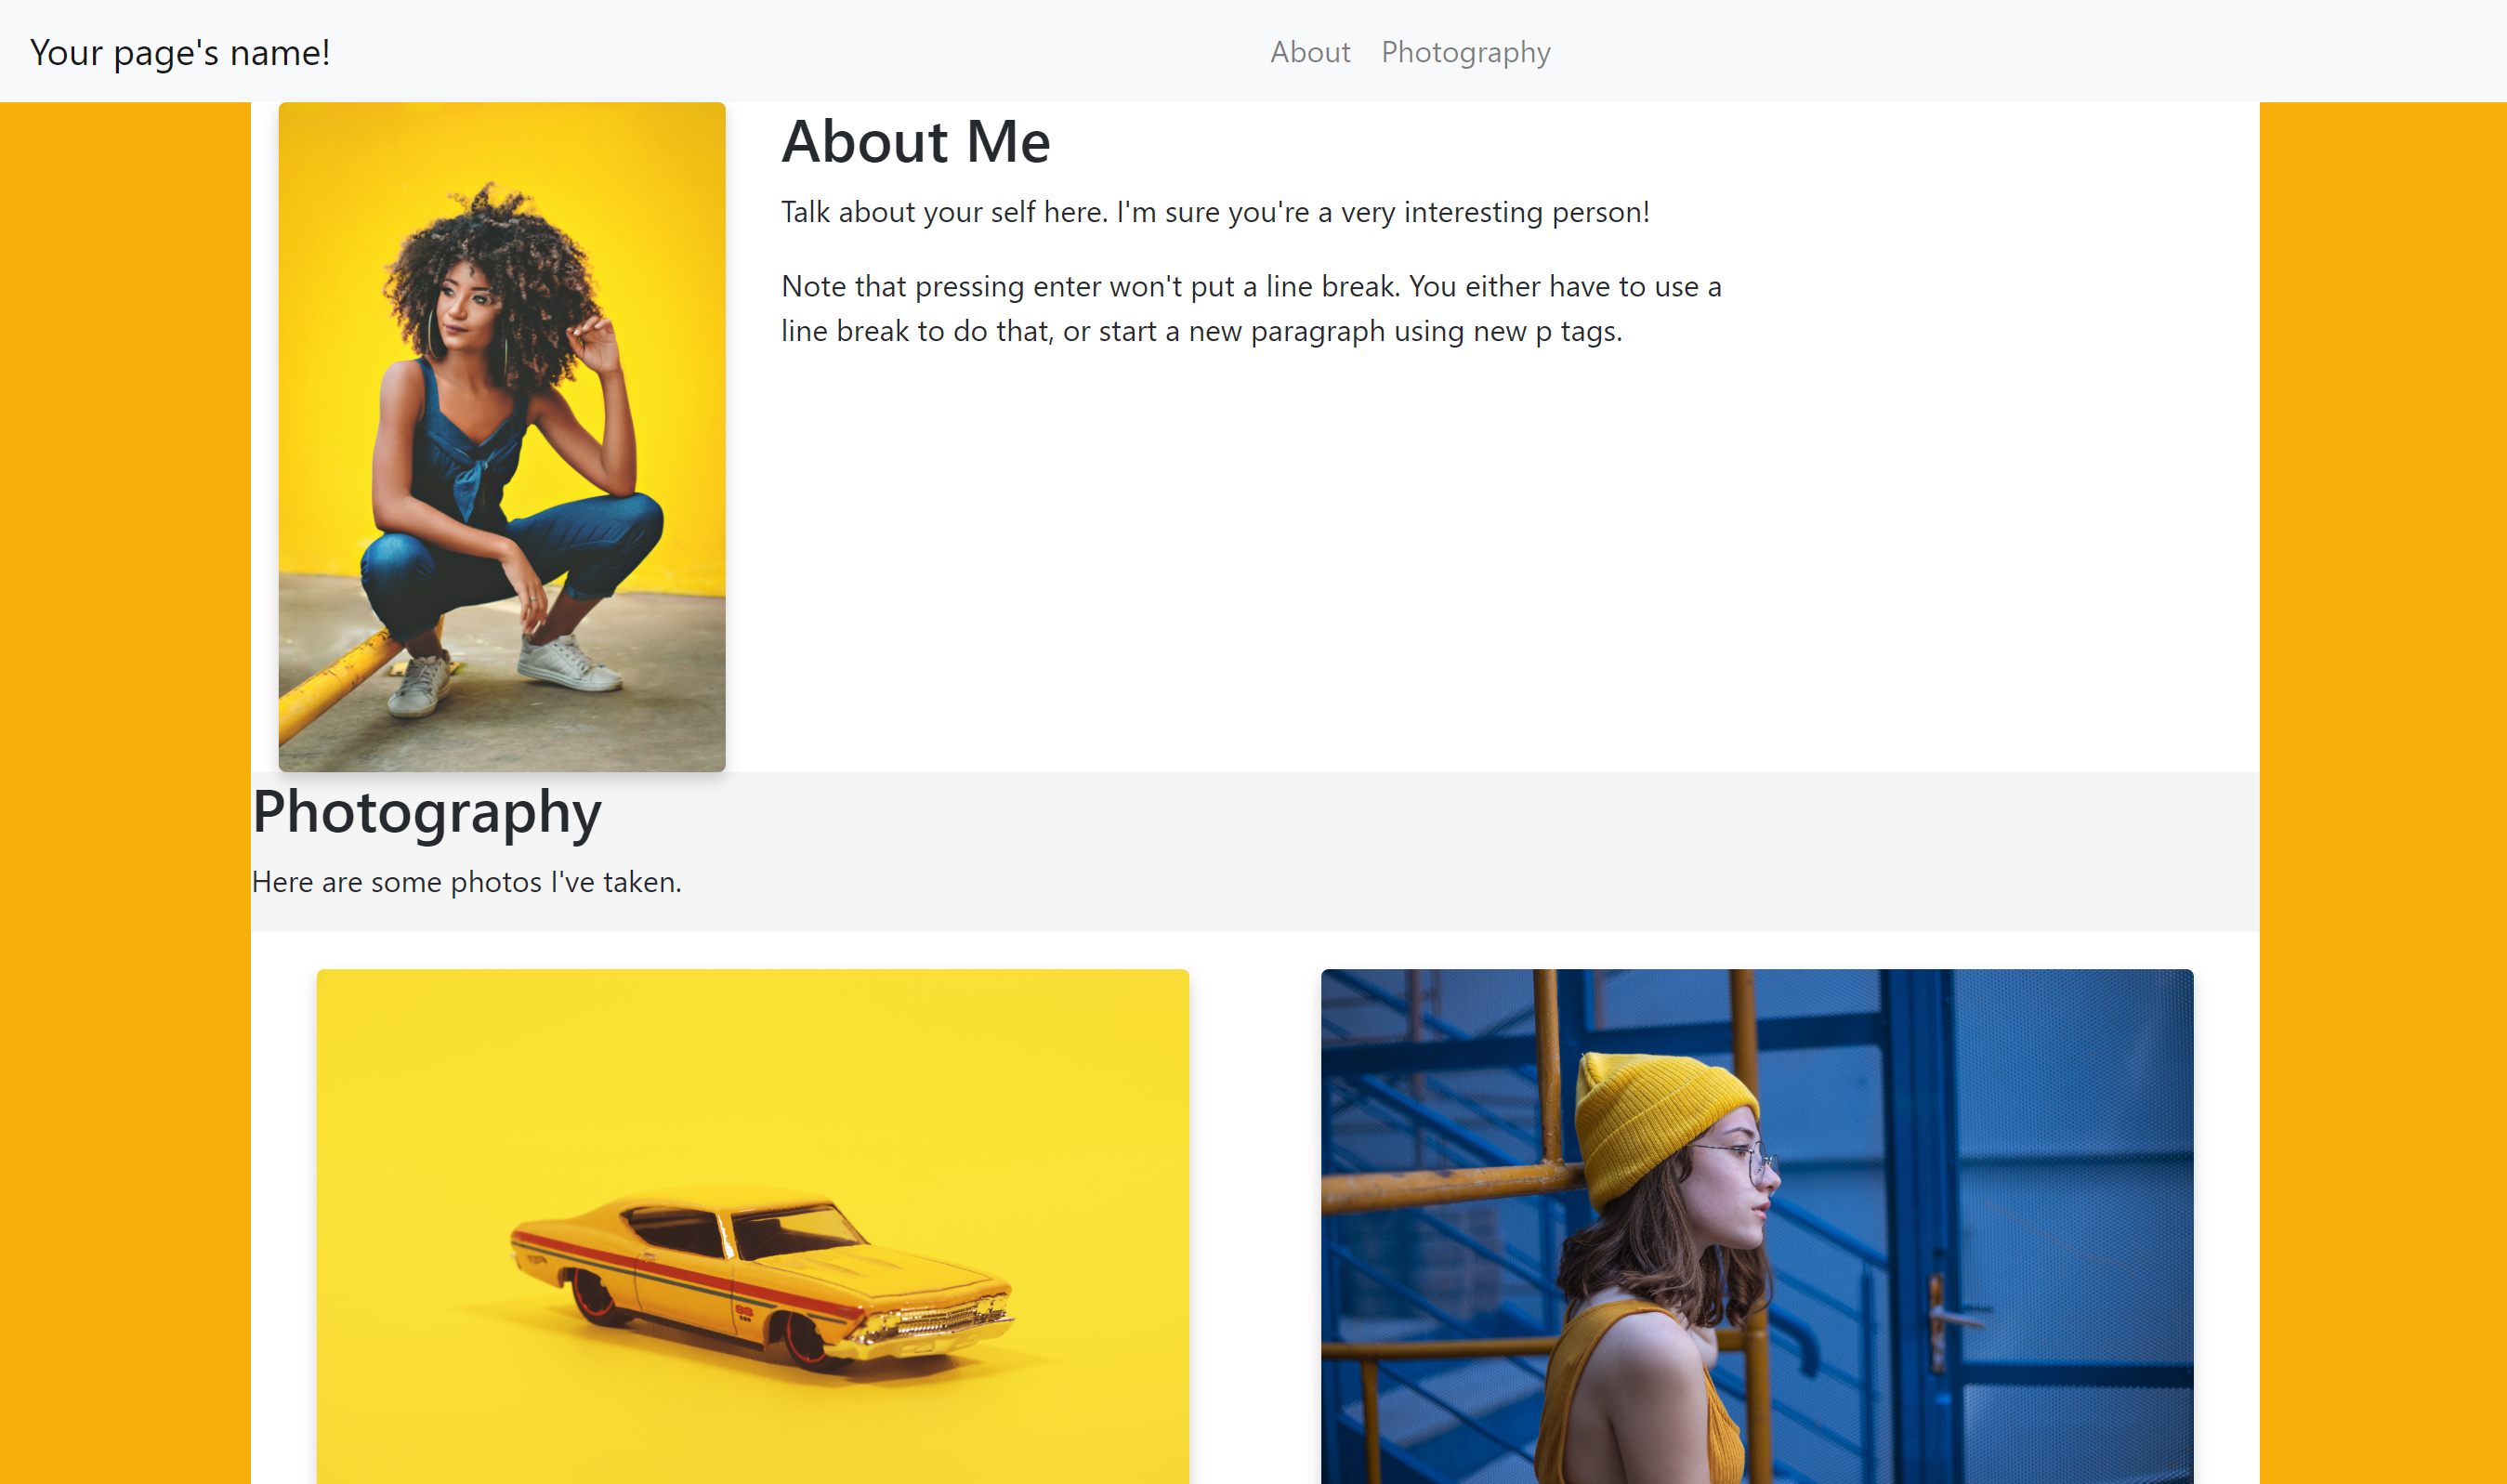 Your page's name!
About Photography
About Me
Talk about your self here. I'm sure you're a very interesting person!
Note that pressing enter won't put a line break. You either have to use a
line break to do that, or start a new paragraph using new p tags.
Photography
Here are some photos I've taken.
SS